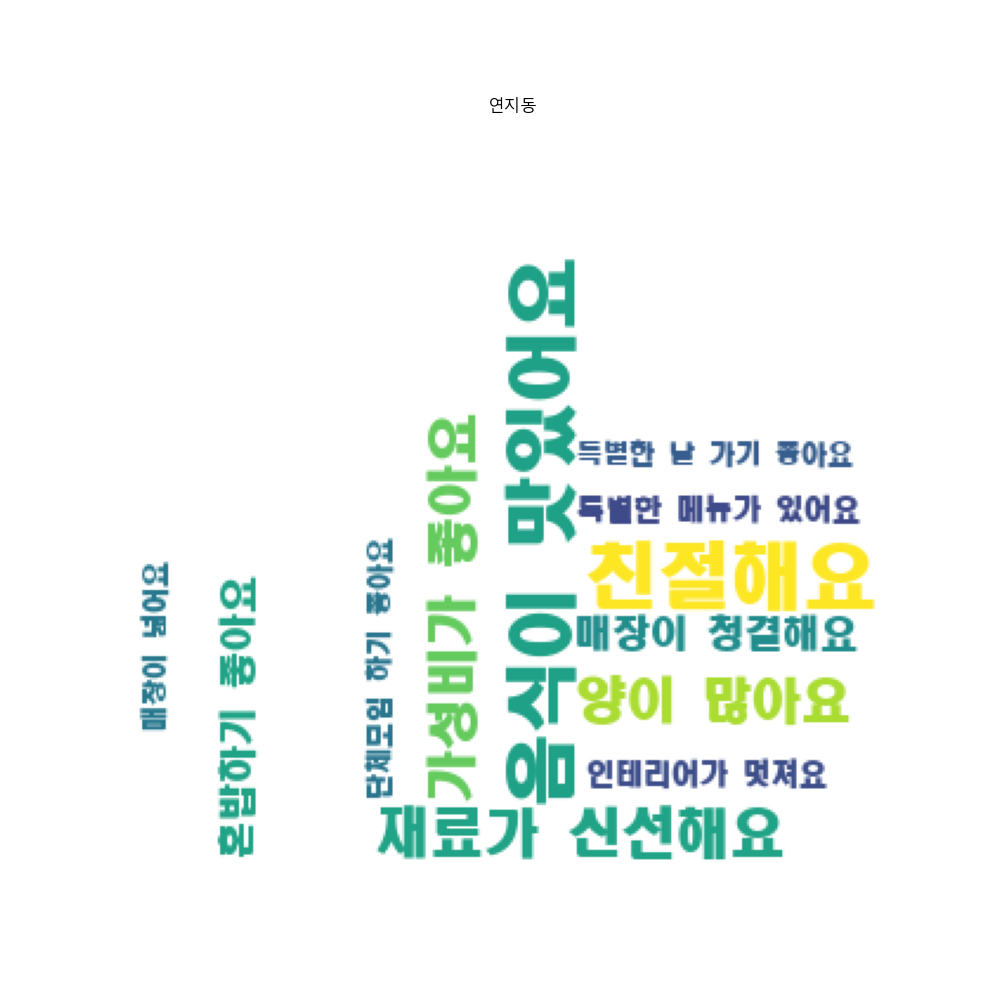 연지동
음식이 맛있어요
특별한 날 가기 좋아요
특별한 메뉴가 있어요
친절해요
매장이 청결해요
양이 많아요
인테리어가 멋져요
재료가 신선해요
가성비가 좋아요
단체모임 하기 좋아요
혼밥하기 좋아요
매장이 넓어요